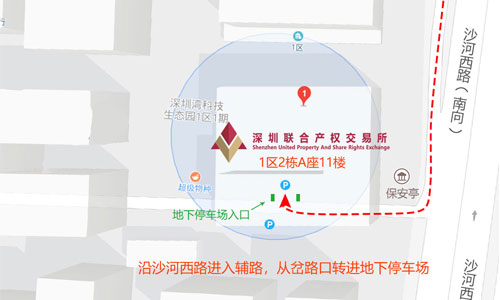 1区
沙河西路（南向）
1
深圳湾科技
生态园1区1期
深圳联合产权交易所
Shenzhen United Property And Share Rights Exchange
1区2栋A座11楼
超级物种
P
保安亭
地下停车场入口
P
沿沙河西路进入辅路，从岔路口转进地下停车场